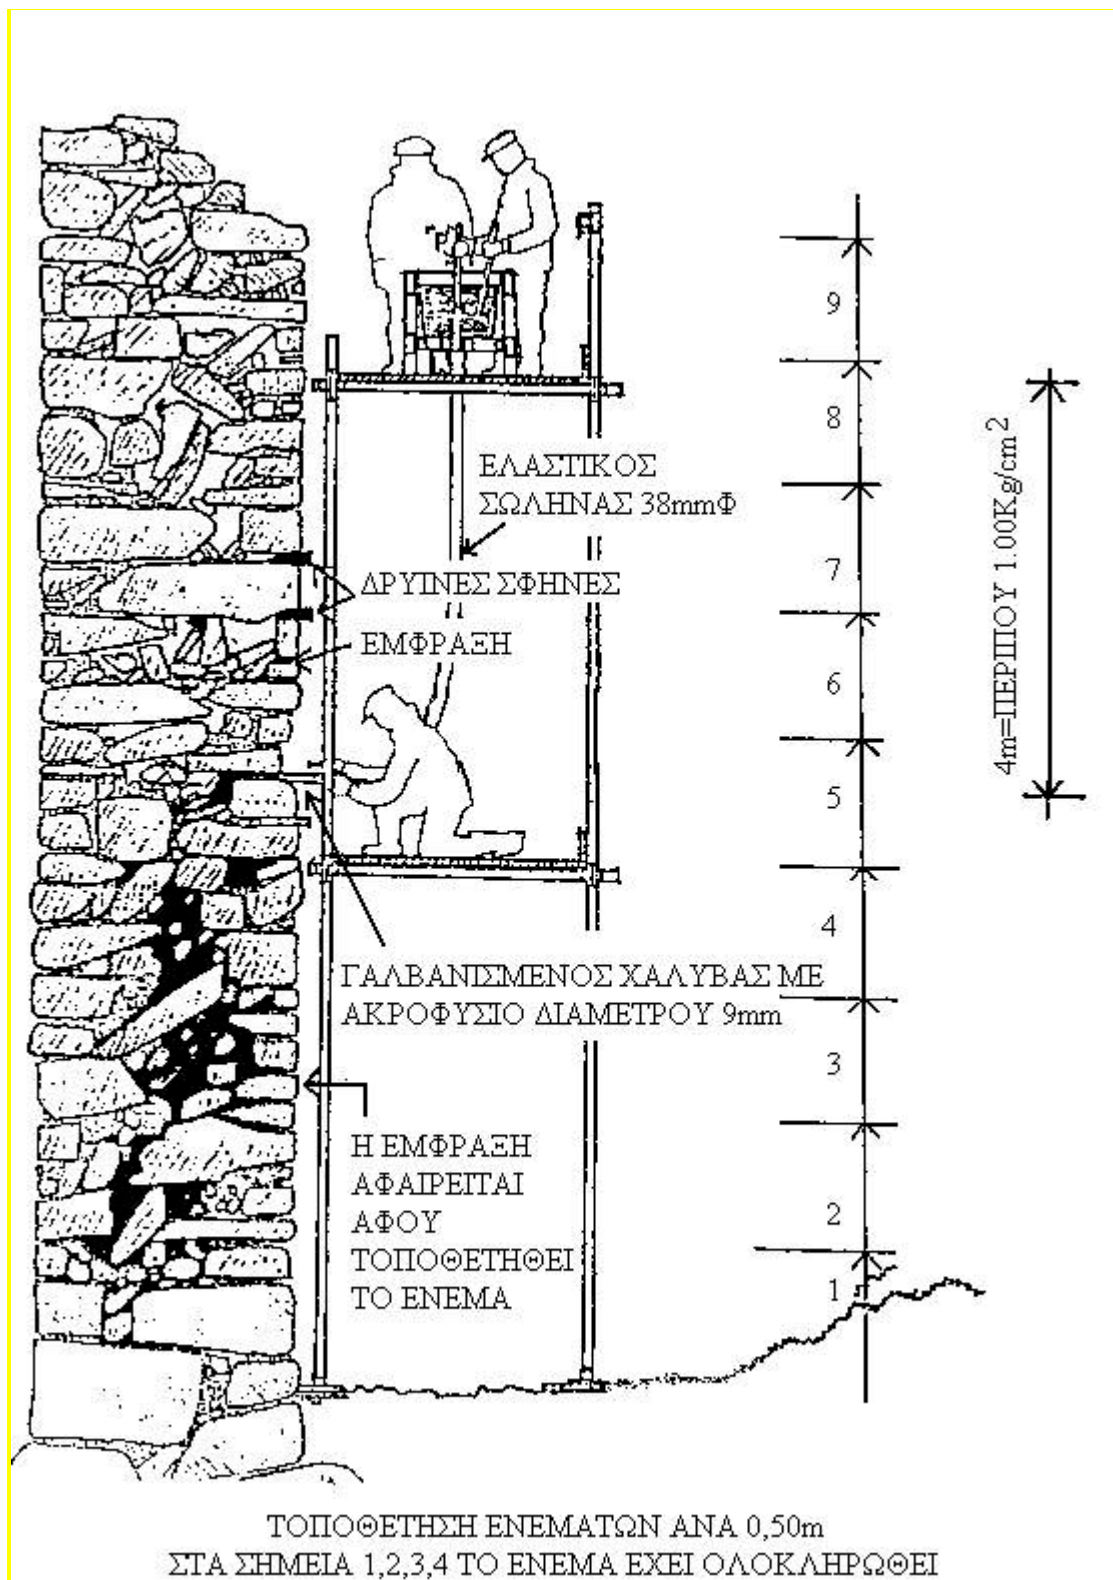 9
8
ΕΛΑΣΤΙΚΟΣ
ΣΩΛΗΝΑΣ 38mmΦ
7
ΔΡΥΙΝΕΣ ΣΦΗΝΕΣ
ΕΜΦΡΑΞΗ
6
4m=ΠΕΡΙΠΟΥ 1.00Kg/cm²
5
4
ΓΑΛΒΑΝΙΣΜΕΝΟΣ ΧΑΛΥΒΑΣ ΜΕ
ΑΚΡΟΦΥΣΙΟ ΔΙΑΜΕΤΡΟΥ 9mm
3
Η ΕΜΦΡΑΞΗ
ΑΦΑΙΡΕΙΤΑΙ
ΑΦΟΥ
ΤΟΠΟΘΕΤΗΘΕΙ
ΤΟ ΕΝΕΜΑ
2
1
ΤΟΠΟΘΕΤΗΣΗ ΕΝΕΜΑΤΩΝ ΑΝΑ 0,50m
ΣΤΑ ΣΗΜΕΙΑ 1,2,3,4 ΤΟ ΕΝΕΜΑ ΕΧΕΙ ΟΛΟΚΛΗΡΩΘΕΙ